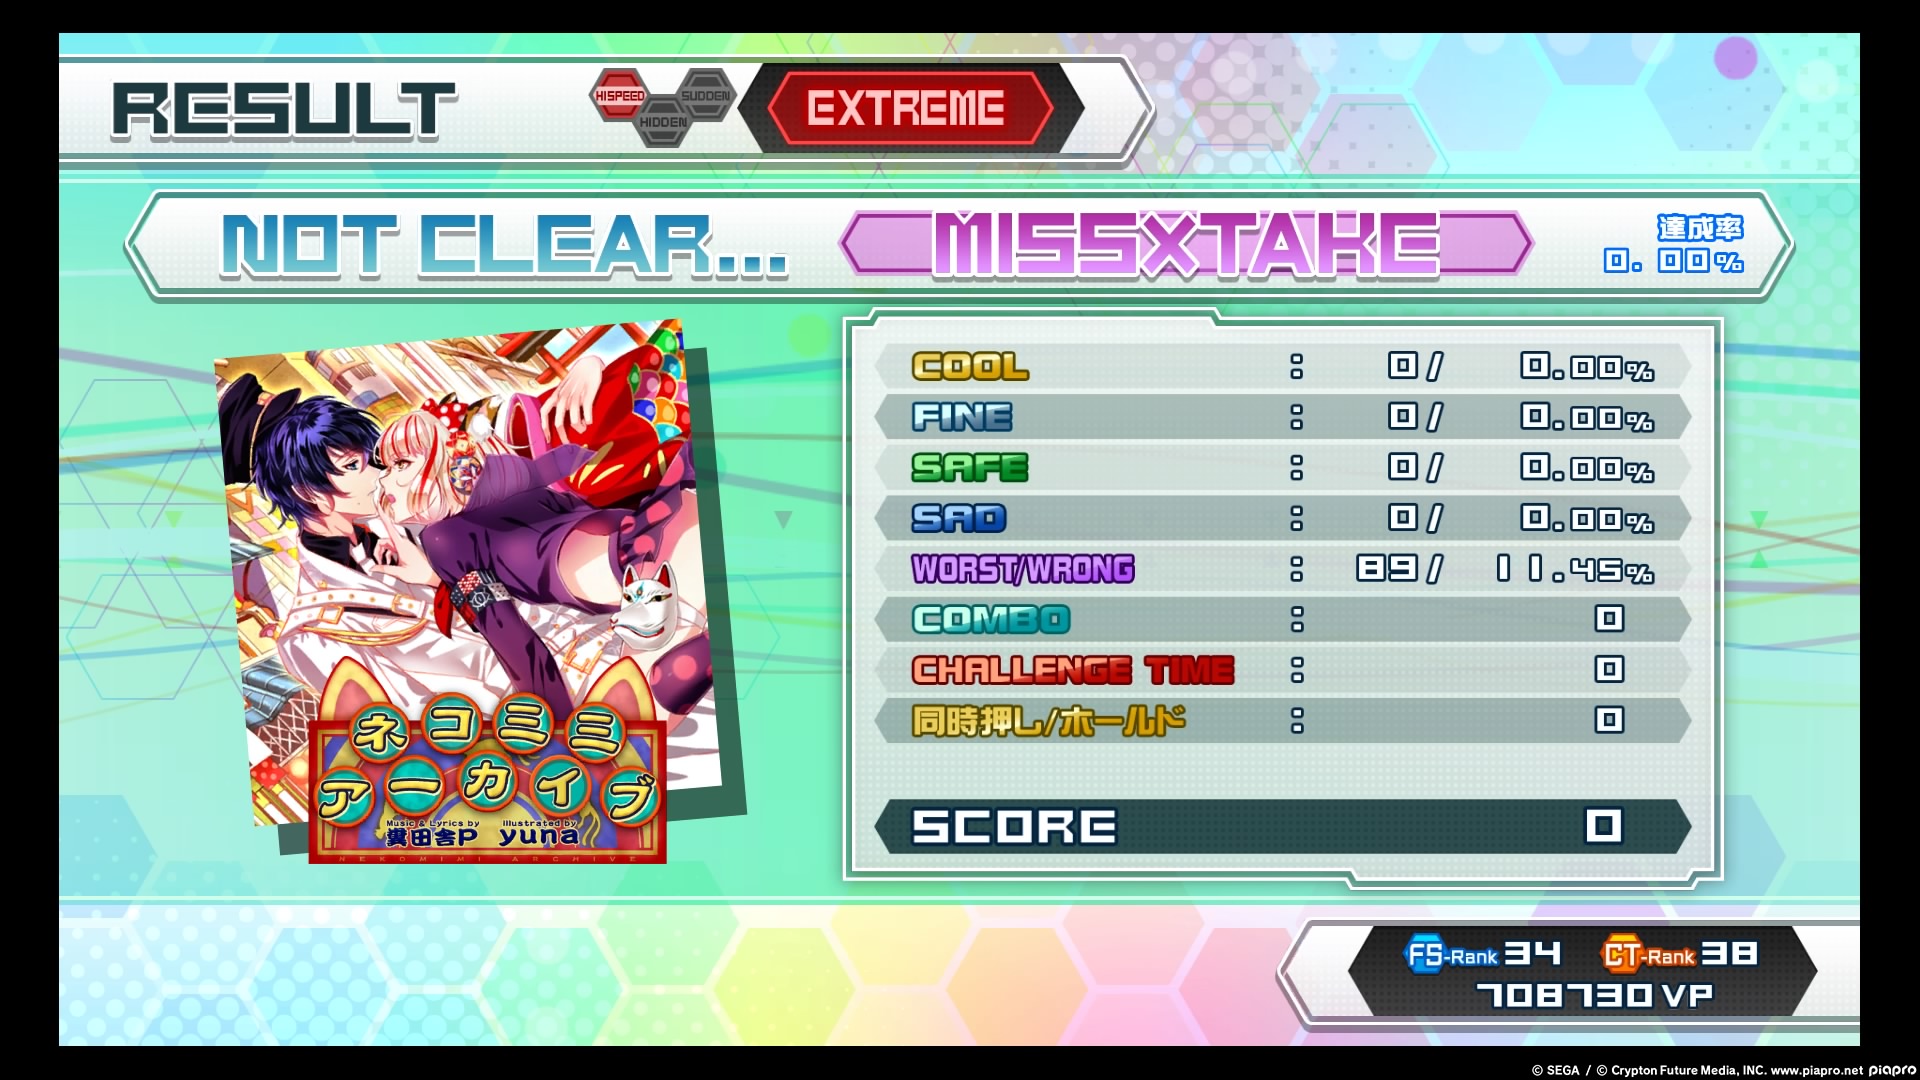 RESULT
HISPEED
HIDDEN
SUDDEN
EXTREME
NOT CLEAR...
MISS×TAKE
達成率
0.00%
COOL : 0/ 0.00%
FINE : 0/ 0.00%
SAFE : 0/ 0.00%
SAD : 0/ 0.00%
WORST/WRONG : 89/ 11.45%
COMBO : 0
CHALLENGE TIME : 0
同時押し/ホールド : 0
SCORE 0
ネコミミ
アーカイブ
Music & Lyrics by
糞田舎P
Illustrated by
yuna
NEKOMIMI ARCHIVE
FS-Rank 34 CT-Rank 38
708730 VP
© SEGA / © Crypton Future Media, INC. www.piapro.net piapro